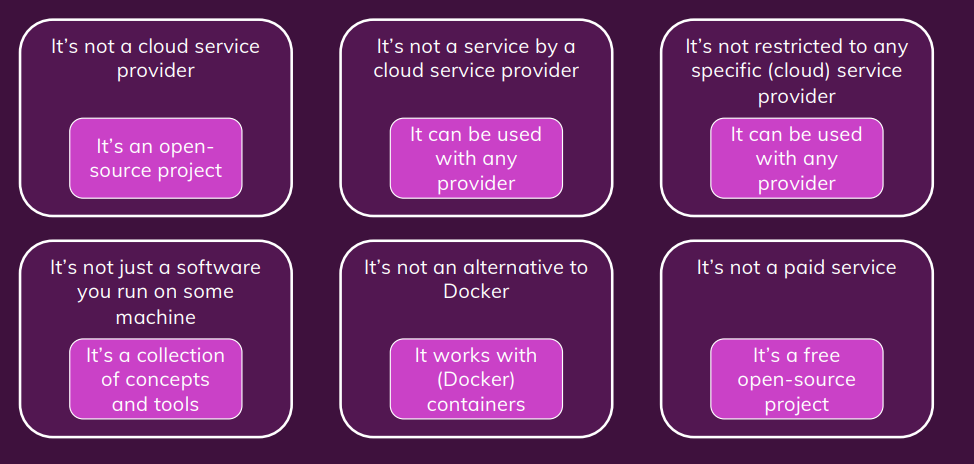 It’s not a cloud service
provider
It’s an open-
source project
It’s not a service by a
cloud service provider
It can be used
with any
provider
It’s not restricted to any
specific (cloud) service
provider
It can be used
with any
provider
It’s not just a software
you run on some
machine
It’s a collection
of concepts
and tools
It’s not an alternative to
Docker
It works with
(Docker)
containers
It’s not a paid service
It’s a free
open-source
project